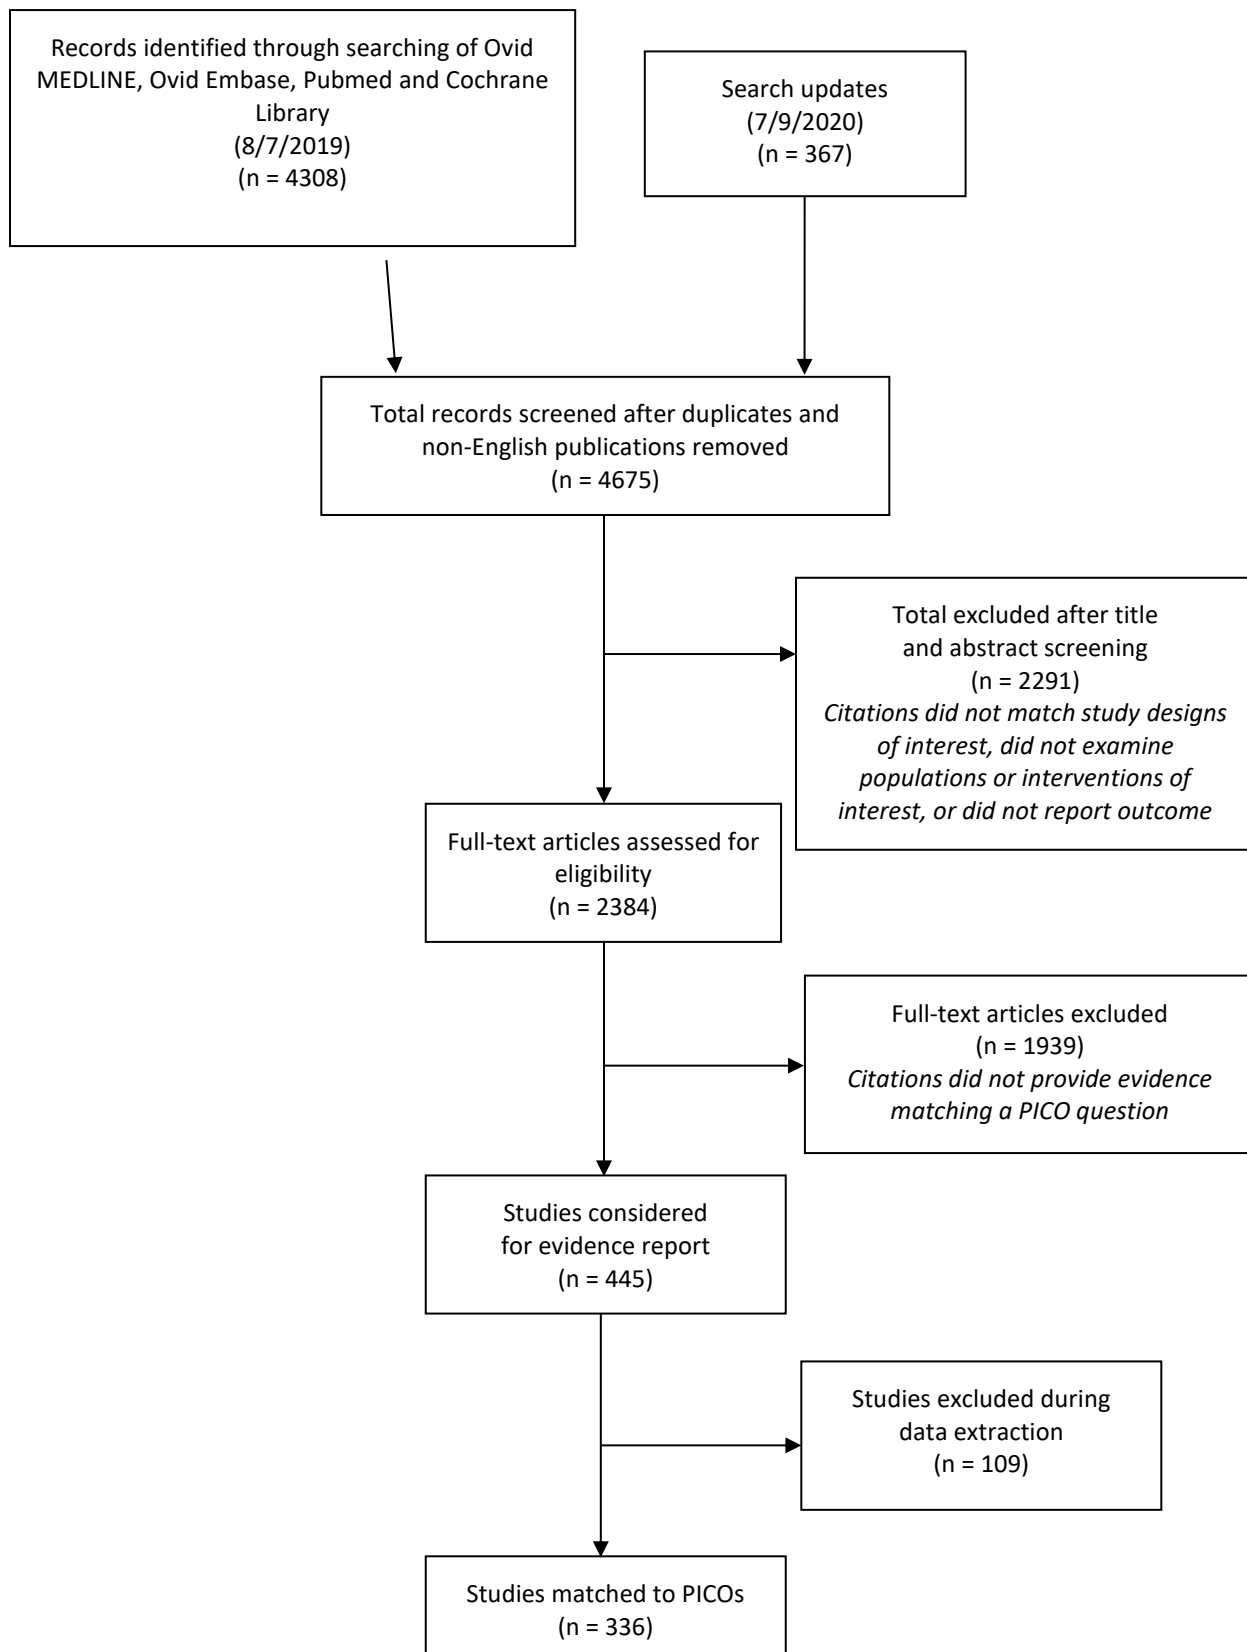 Records identified through searching of Ovid
MEDLINE, Ovid Embase, Pubmed and Cochrane
Library
(8/7/2019)
(n = 4308)
Search updates
(7/9/2020)
(n = 367)
Total records screened after duplicates and
non-English publications removed
(n = 4675)
Total excluded after title
and abstract screening
(n = 2291)
Citations did not match study designs
of interest, did not examine
populations or interventions of
interest, or did not report outcome
Full-text articles assessed for
eligibility
(n = 2384)
Full-text articles excluded
(n = 1939)
Citations did not provide evidence
matching a PICO question
Studies considered
for evidence report
(n = 445)
Studies excluded during
data extraction
(n = 109)
Studies matched to PICOs
(n = 336)